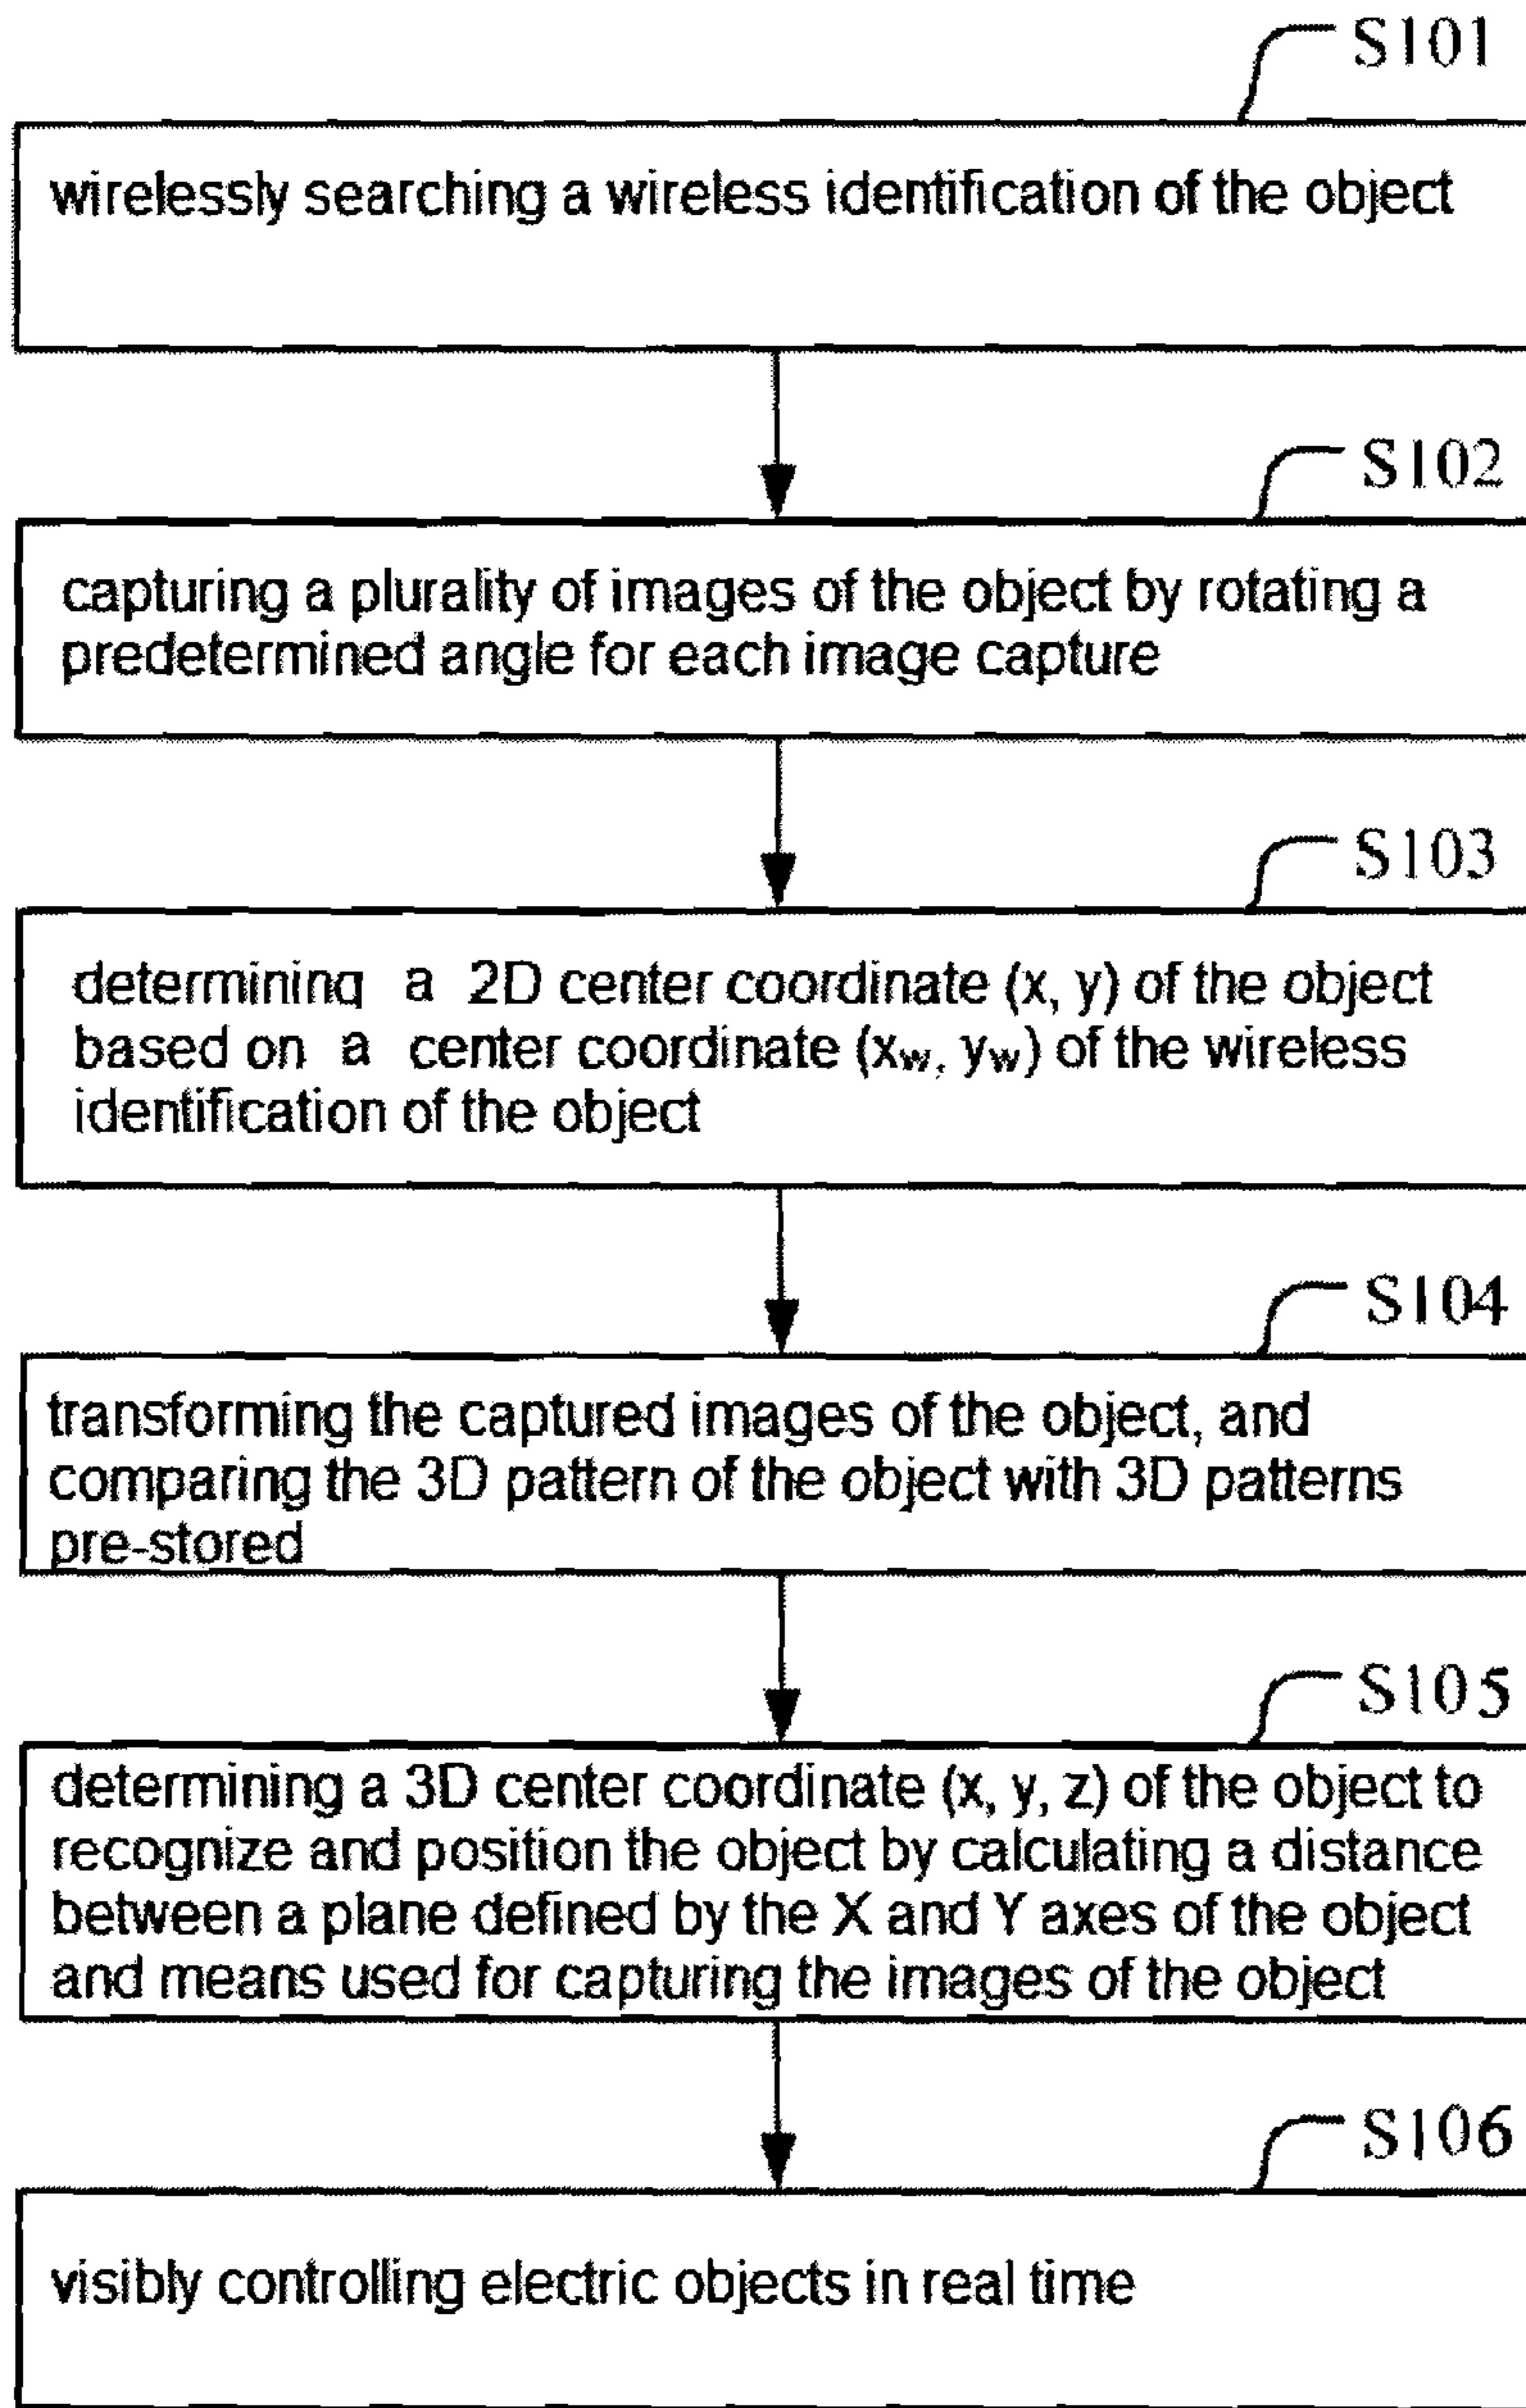 S101
wirelessly searching a wireless identification of the object
S102
capturing a plurality of images of the object by rotating a
predetermined angle for each image capture
S103
determining a 2D center coordinate (x, y) of the object
based on a center coordinate (xw, yw) of the wireless
identification of the object
S104
transforming the captured images of the object, and
comparing the 3D pattern of the object with 3D patterns
pre-stored
S105
determining a 3D center coordinate (x, y, z) of the object to
recognize and position the object by calculating a distance
between a plane defined by the X and Y axes of the object
and means used for capturing the images of the object
S106
visibly controlling electric objects in real time